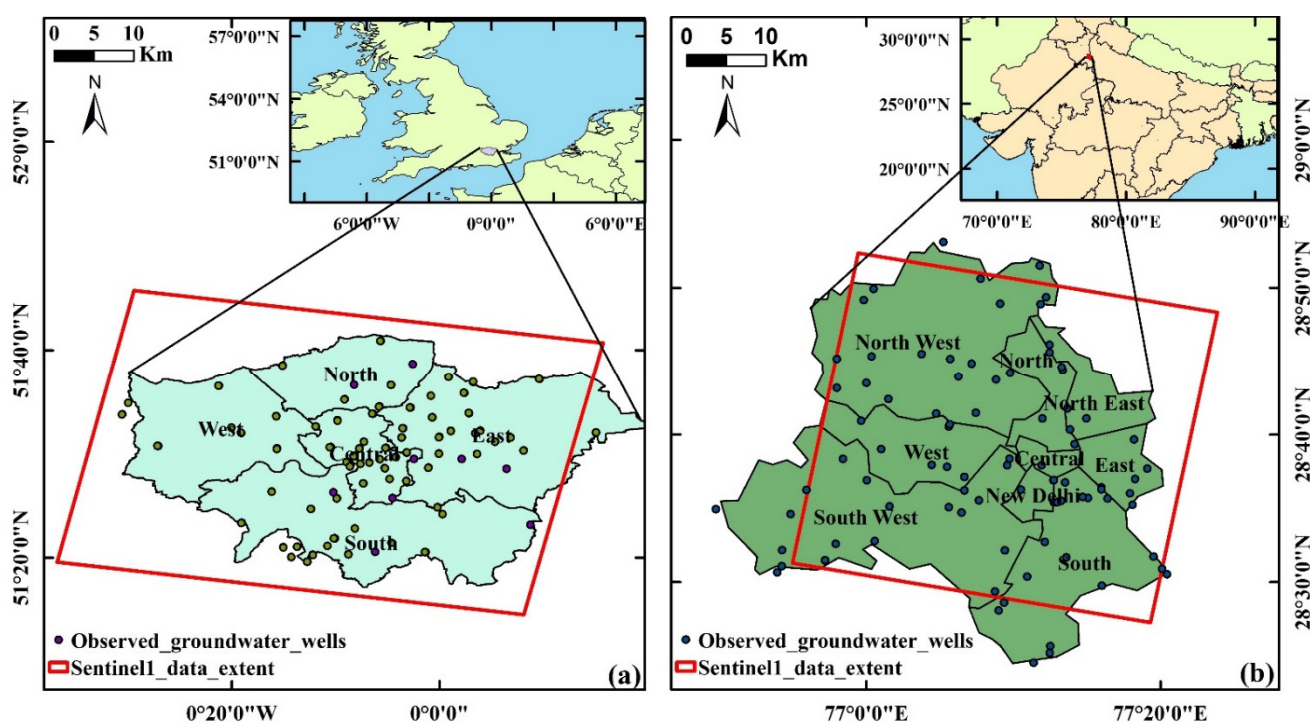 0 5 10
Km
N
57°0'0"N
54°0'0"N
51°0'0"N
6°0'0"W 0°0'0" 6°0'0"E
52°0'0"N
51°40'0"N
51°20'0"N
North
West
East
Central
South
Observed_groundwater_wells
Sentinel1_data_extent
(a)
0°20'0"W 0°0'0"
0 5 10
Km
N
30°0'0"N
25°0'0"N
20°0'0"N
70°0'0"E 80°0'0"E 90°0'0"E
29°0'0"N
28°50'0"N
28°40'0"N
28°30'0"N
North West
North
North East
West
Central
East
New Delhi
South West
South
Observed_groundwater_wells
Sentinel1_data_extent
(b)
77°0'0"E 77°20'0"E